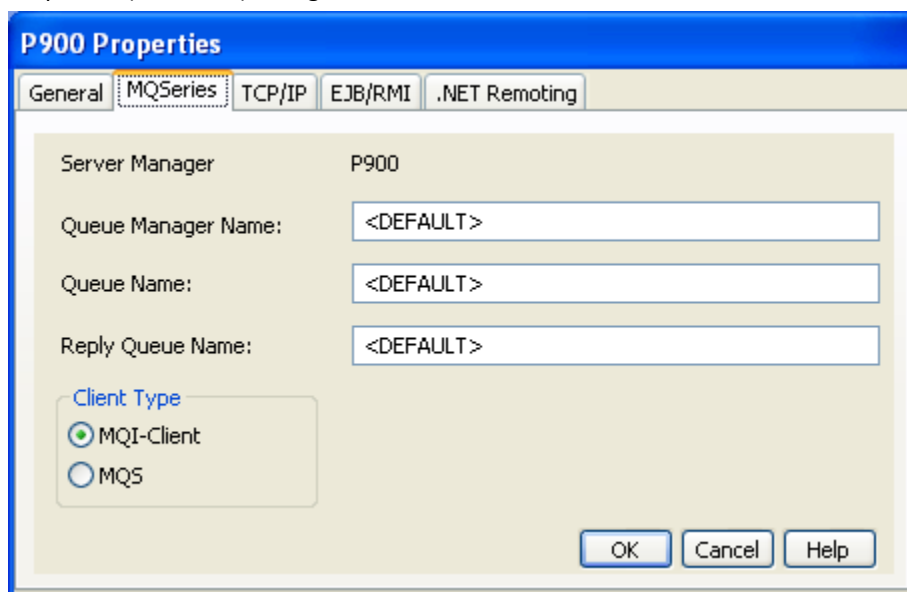 P900 Properties
General MQSeries TCP/IP EJB/RMI .NET Remoting
Server Manager P900
Queue Manager Name: <DEFAULT>
Queue Name: <DEFAULT>
Reply Queue Name: <DEFAULT>
Client Type
MQI-Client
MQS
OK Cancel Help